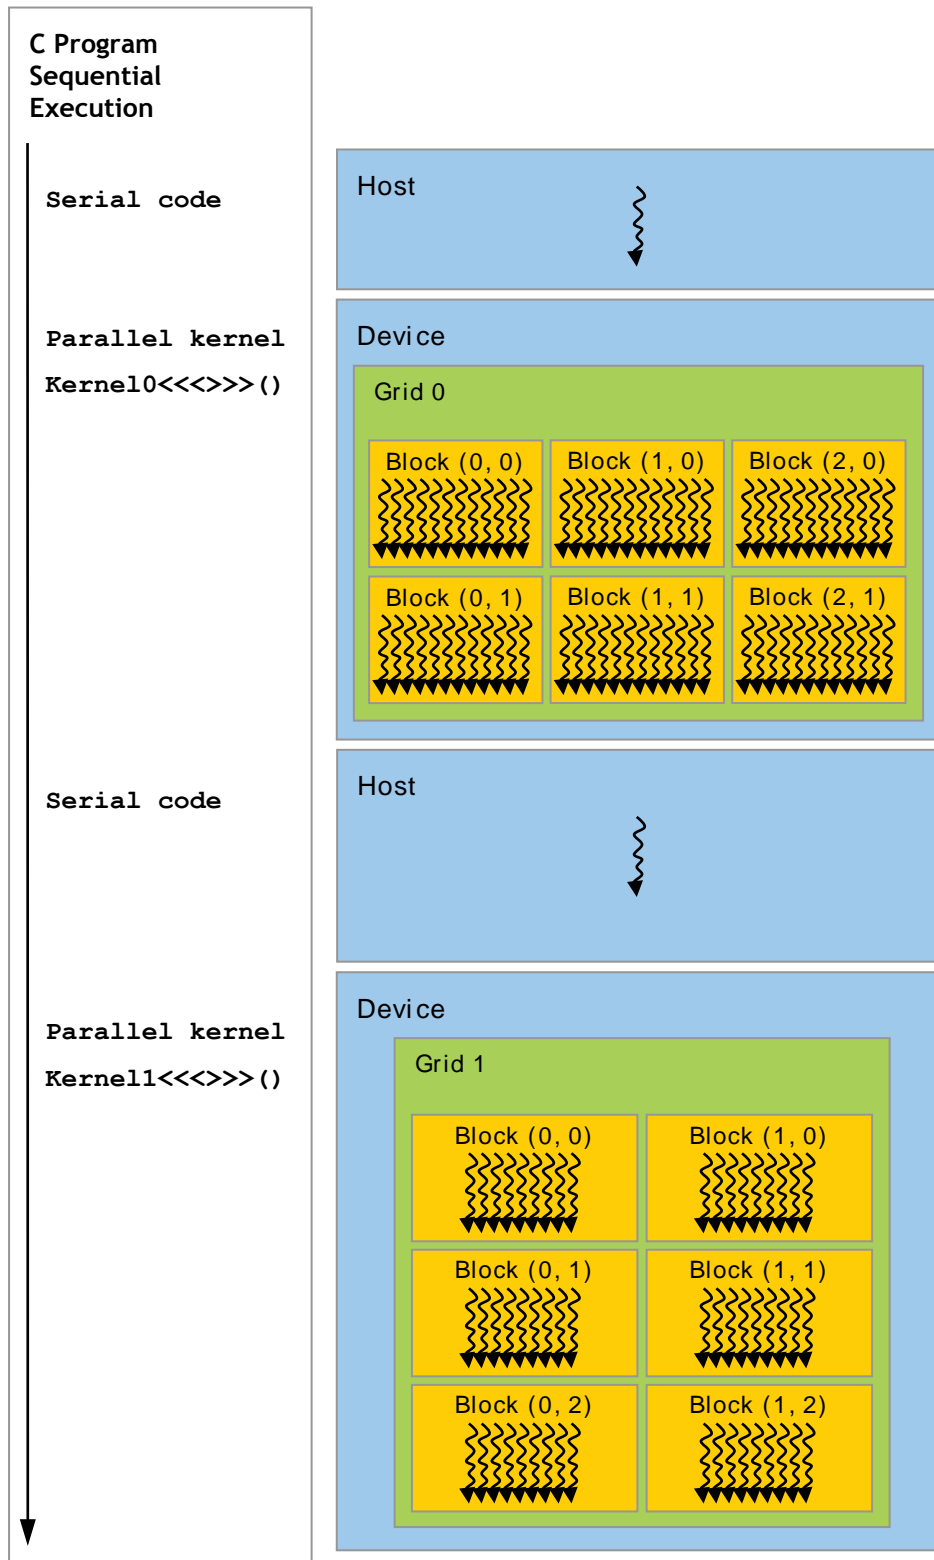 C Program
Sequential
Execution
Serial code
Host
Parallel kernel
Kernel0<<<>>>()
Device
Grid 0
Block (0, 0)
Block (1, 0)
Block (2, 0)
Block (0, 1)
Block (1, 1)
Block (2, 1)
Serial code
Host
Parallel kernel
Kernel1<<<>>>()
Device
Grid 1
Block (0, 0)
Block (1, 0)
Block (0, 1)
Block (1, 1)
Block (0, 2)
Block (1, 2)